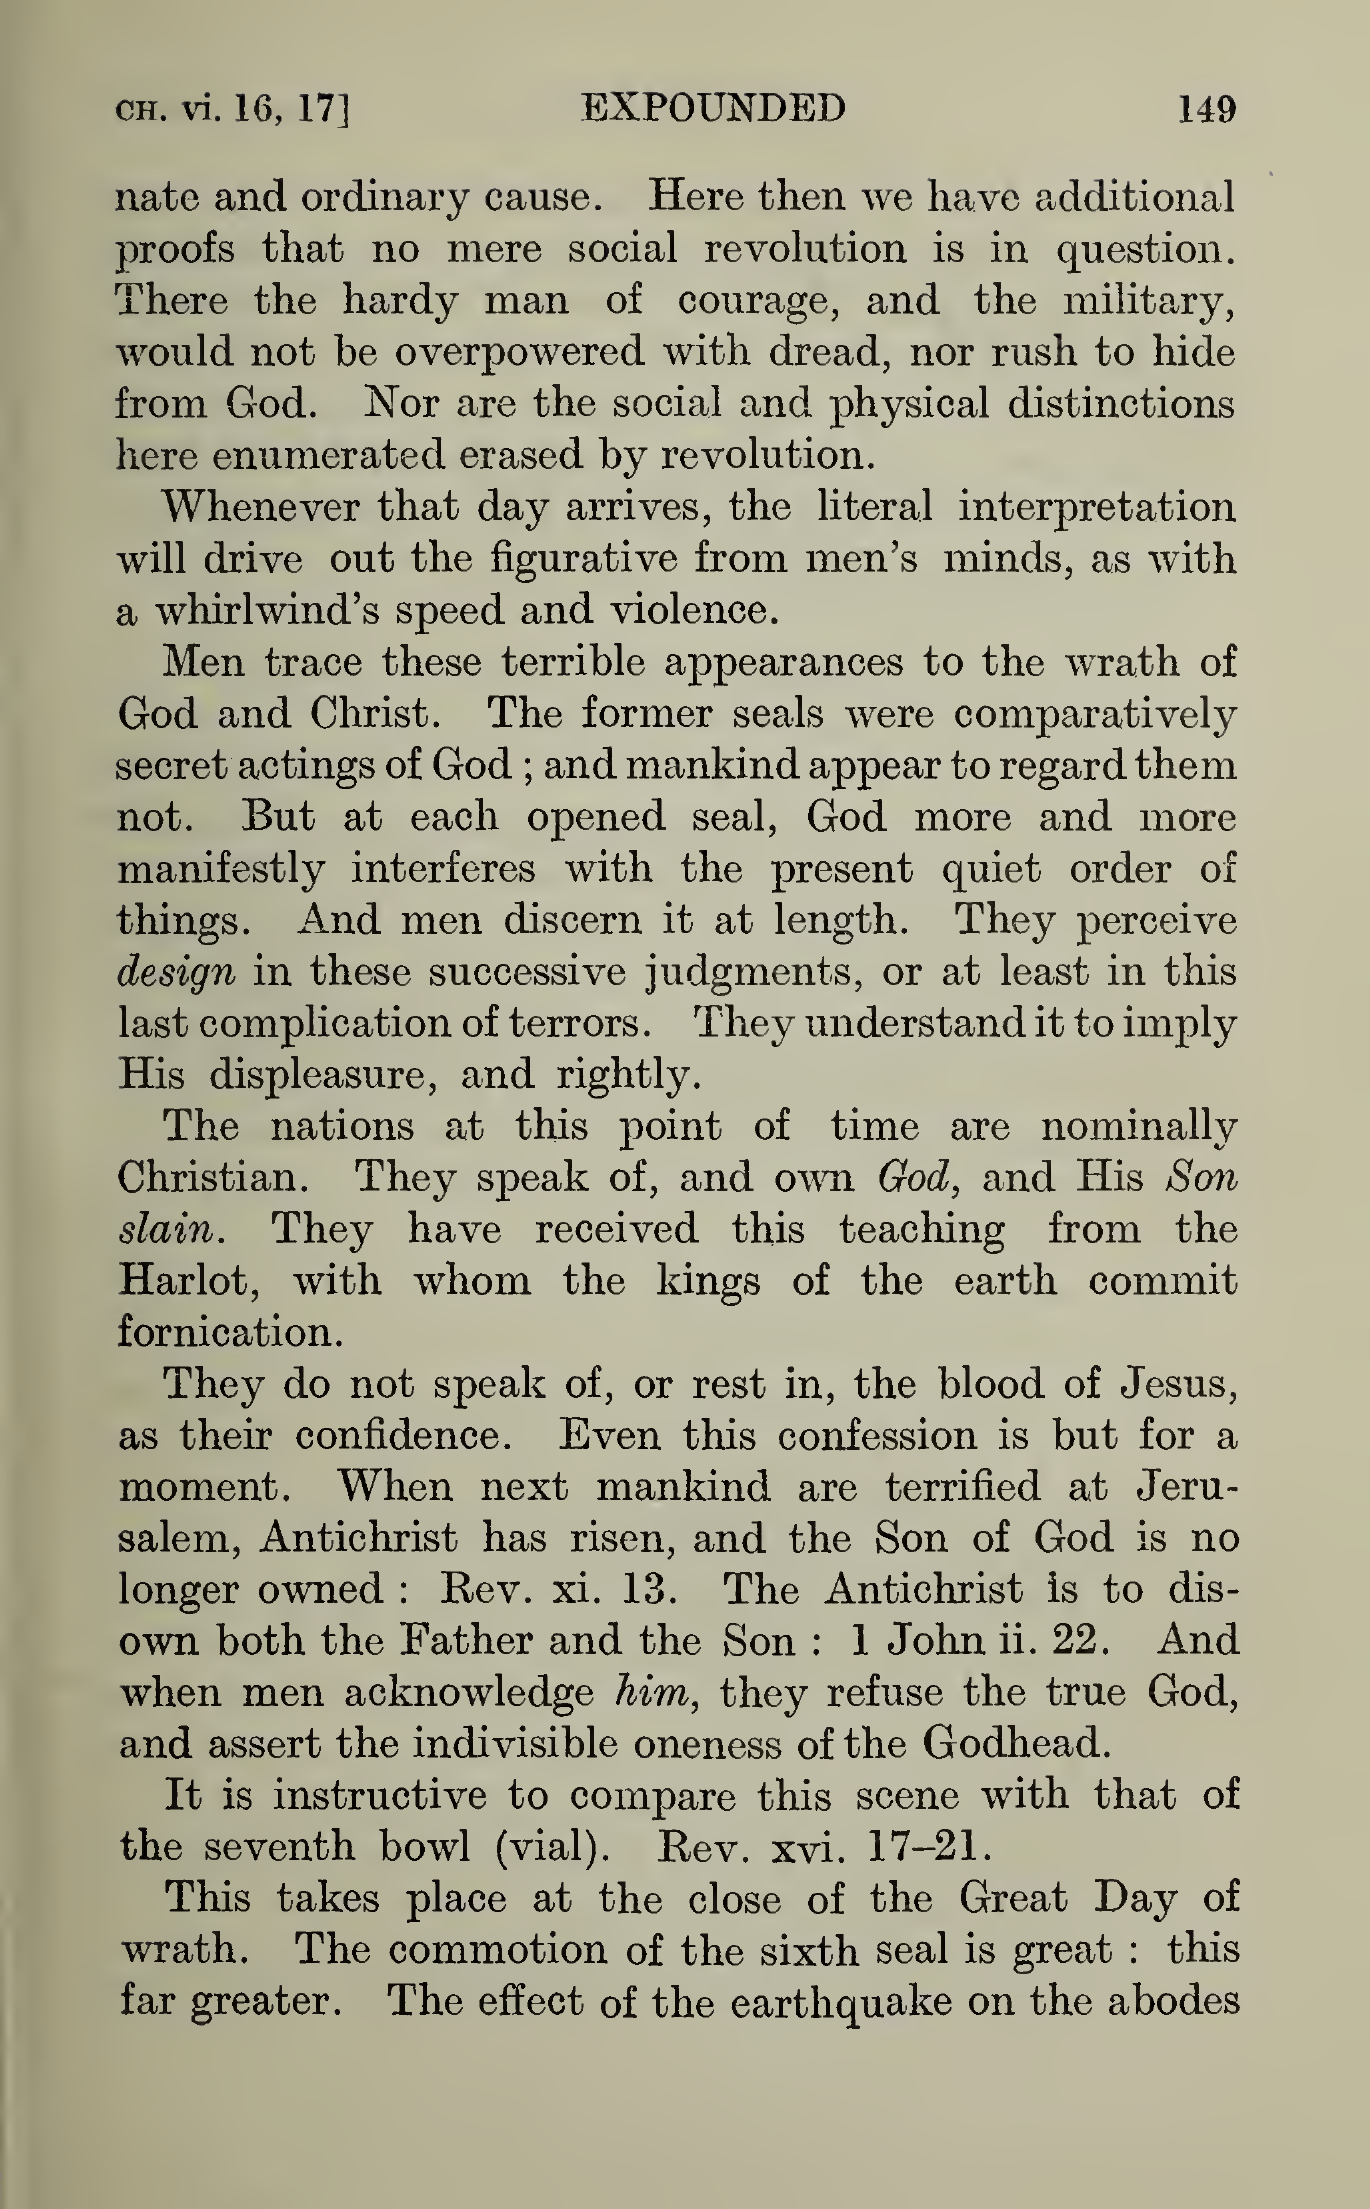 CH. vi. 16, 17] EXPOUNDED 149
nate and ordinary cause. Here then we have additional
proofs that no mere social revolution is in question.
There the hardy man of courage, and the military,
would not be overpowered with dread, nor rush to hide
from God. Nor are the social and physical distinctions
here enumerated erased by revolution.
Whenever that day arrives, the literal interpretation
will drive out the figurative from men's minds, as with
a whirlwind's speed and violence.
Men trace these terrible appearances to the wrath of
God and Christ. The former seals were comparatively
secret actings of God ; and mankind appear to regard them
not. But at each opened seal, God more and more
manifestly interferes with the present quiet order of
things. And men discern it at length. They perceive
design in these successive judgments, or at least in this
last complication of terrors. They understand it to imply
His displeasure, and rightly.
The nations at this point of time are nominally
Christian. They speak of, and own God, and His Son
slain. They have received this teaching from the
Harlot, with whom the kings of the earth commit
fornication.
They do not speak of, or rest in, the blood of Jesus,
as their confidence. Even this confession is but for a
moment. When next mankind are terrified at Jeru-
salem, Antichrist has risen, and the Son of God is no
longer owned : Rev. xi. 13. The Antichrist is to dis-
own both the Father and the Son : 1 John ii. 22. And
when men acknowledge him, they refuse the true God,
and assert the indivisible oneness of the Godhead.
It is instructive to compare this scene with that of
the seventh bowl (vial). Rev. xvi. 17–21.
This takes place at the close of the Great Day of
wrath. The commotion of the sixth seal is great : this
far greater. The effect of the earthquake on the abodes